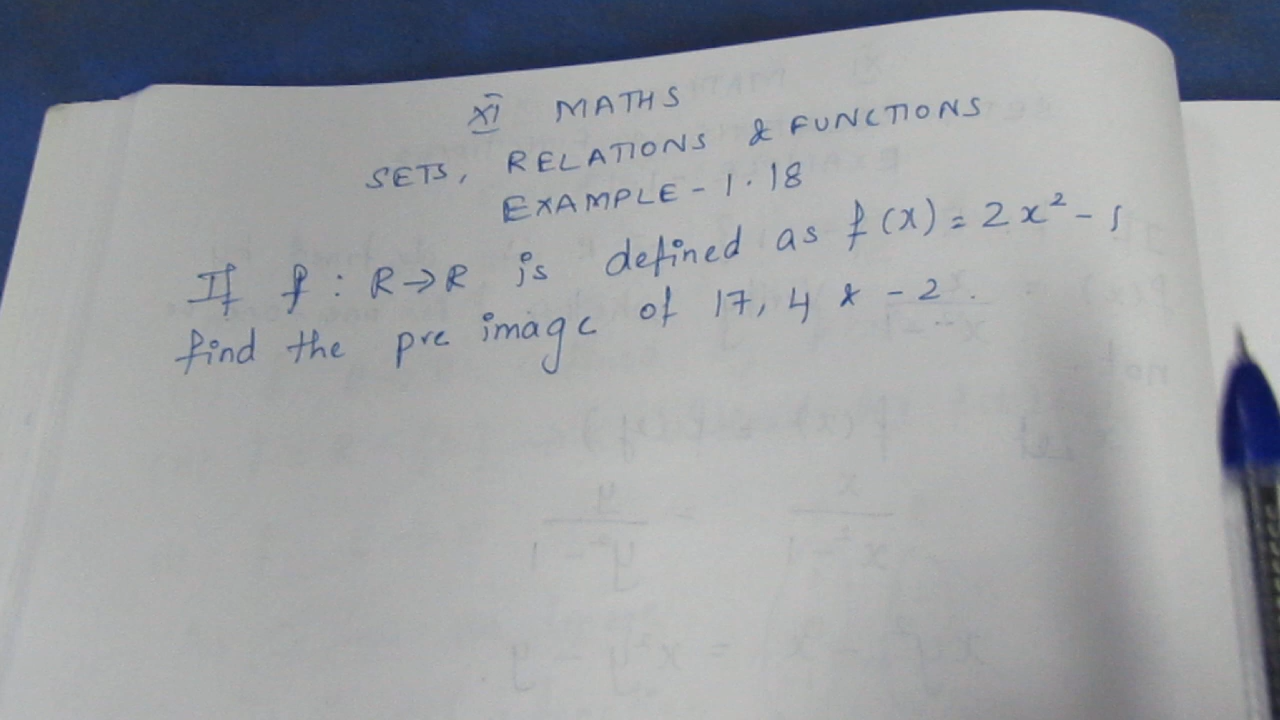 XI MATHS
SETS, RELATIONS & FUNCTIONS
EXAMPLE - 1.18
If f : R→R is defined as f(x) = 2x² - 1
find the pre image of 17, 4 & -2.